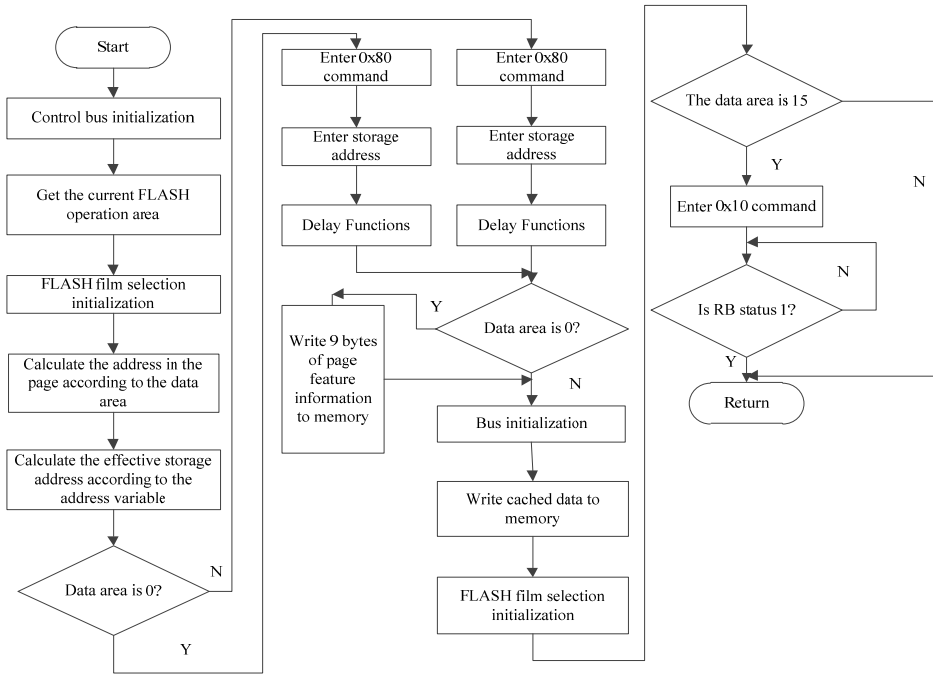 Start
Control bus initialization
Get the current FLASH
operation area
FLASH film selection
initialization
Calculate the address in the
page according to the data
area
Calculate the effective storage
address according to the
address variable
Data area is 0?
N
Y
Enter 0x80
command
Enter storage
address
Delay Functions
Enter 0x80
command
Enter storage
address
Delay Functions
Data area is 0?
Y
N
Write 9 bytes
of page
feature
information
to memory
Bus initialization
Write cached data to
memory
FLASH film selection
initialization
The data area is 15
Y
N
Enter 0x10 command
Is RB status 1?
N
Y
Return